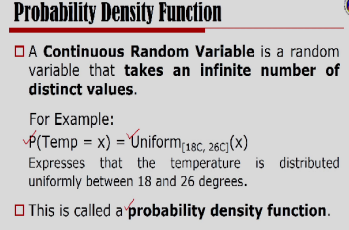 Probability Density Function
A Continuous Random Variable is a random
variable that takes an infinite number of
distinct values.
For Example:
P(Temp = x) = Uniform[18C, 26C](x)
Expresses that the temperature is distributed
uniformly between 18 and 26 degrees.
This is called a probability density function.